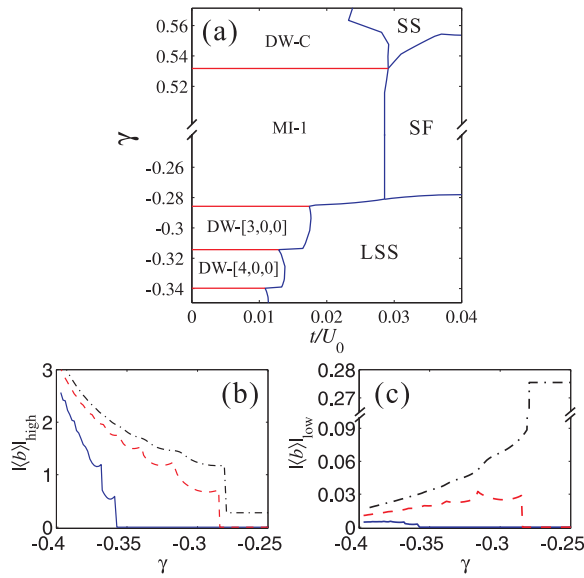 (a)
0.56
0.54
0.52
-0.26
-0.28
-0.3
-0.32
-0.34
γ
DW-C
SS
MI-1
SF
DW-[3,0,0]
LSS
DW-[4,0,0]
0 0.01 0.02 0.03 0.04
t/U₀
(b)
3
2
1
0
|⟨b⟩|high
-0.4 -0.35 -0.3 -0.25
γ
(c)
0.28
0.27
0.09
0.06
0.03
0
|⟨b⟩|low
-0.4 -0.35 -0.3 -0.25
γ